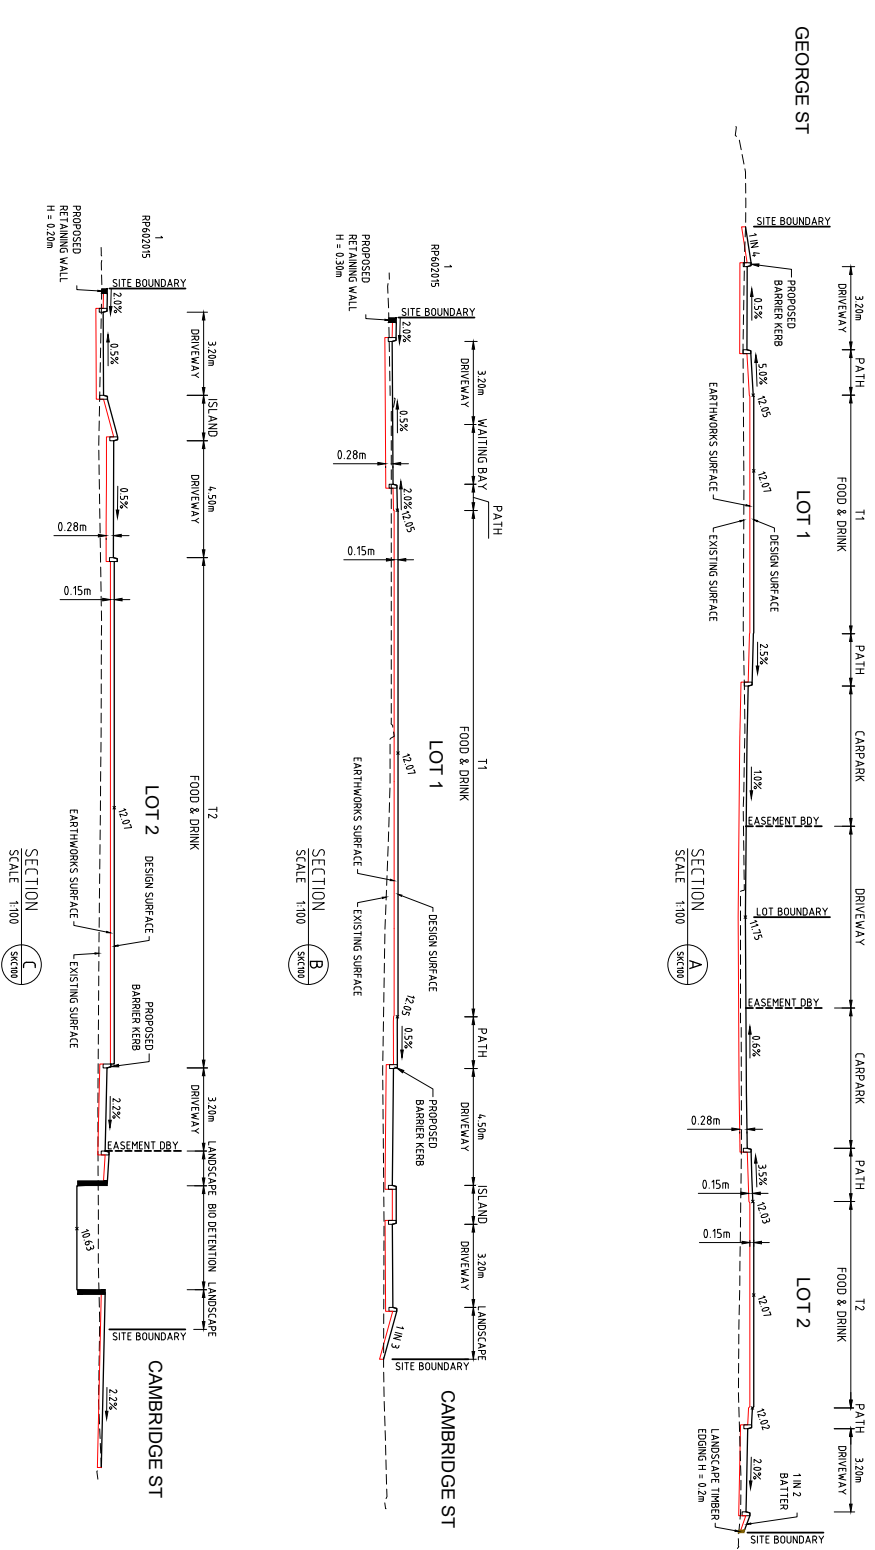 GEORGE ST
SITE BOUNDARY
1 IN 4
PROPOSED
BARRIER KERB
3.20m
DRIVEWAY
0.5%
PATH
5.0%
12.05
T1
FOOD & DRINK
12.07
LOT 1
EARTHWORKS SURFACE
DESIGN SURFACE
EXISTING SURFACE
PATH
2.5%
CARPARK
1.0%
EASEMENT BDY
DRIVEWAY
LOT BOUNDARY
11.75
EASEMENT DBY
CARPARK
0.6%
0.28m
PATH
3.5%
0.15m
12.03
0.15m
T2
FOOD & DRINK
LOT 2
12.07
PATH
12.02
3.20m
DRIVEWAY
2.0%
1 IN 2
BATTER
LANDSCAPE TIMBER
EDGING H = 0.2m
SITE BOUNDARY
SECTION
SCALE 1:100
A
SKC100
1
RP602015
PROPOSED
RETAINING WALL
H = 0.30m
SITE BOUNDARY
2.0%
3.20m
DRIVEWAY
0.5%
WAITING BAY
0.28m
2.0%
PATH
12.05
0.15m
T1
FOOD & DRINK
LOT 1
12.07
EARTHWORKS SURFACE
DESIGN SURFACE
EXISTING SURFACE
12.05
PATH
0.5%
PROPOSED
BARRIER KERB
4.50m
DRIVEWAY
ISLAND
3.20m
DRIVEWAY
LANDSCAPE
1 IN 3
SITE BOUNDARY
CAMBRIDGE ST
SECTION
SCALE 1:100
B
SKC100
1
RP602015
PROPOSED
RETAINING WALL
H = 0.20m
SITE BOUNDARY
2.0%
3.20m
DRIVEWAY
0.5%
ISLAND
4.50m
DRIVEWAY
0.5%
0.28m
0.15m
T2
FOOD & DRINK
LOT 2
12.07
EARTHWORKS SURFACE
DESIGN SURFACE
EXISTING SURFACE
PROPOSED
BARRIER KERB
3.20m
DRIVEWAY
2.2%
EASEMENT DBY
LANDSCAPE
BIO DETENTION
10.63
LANDSCAPE
SITE BOUNDARY
2.2%
CAMBRIDGE ST
SECTION
SCALE 1:100
C
SKC100